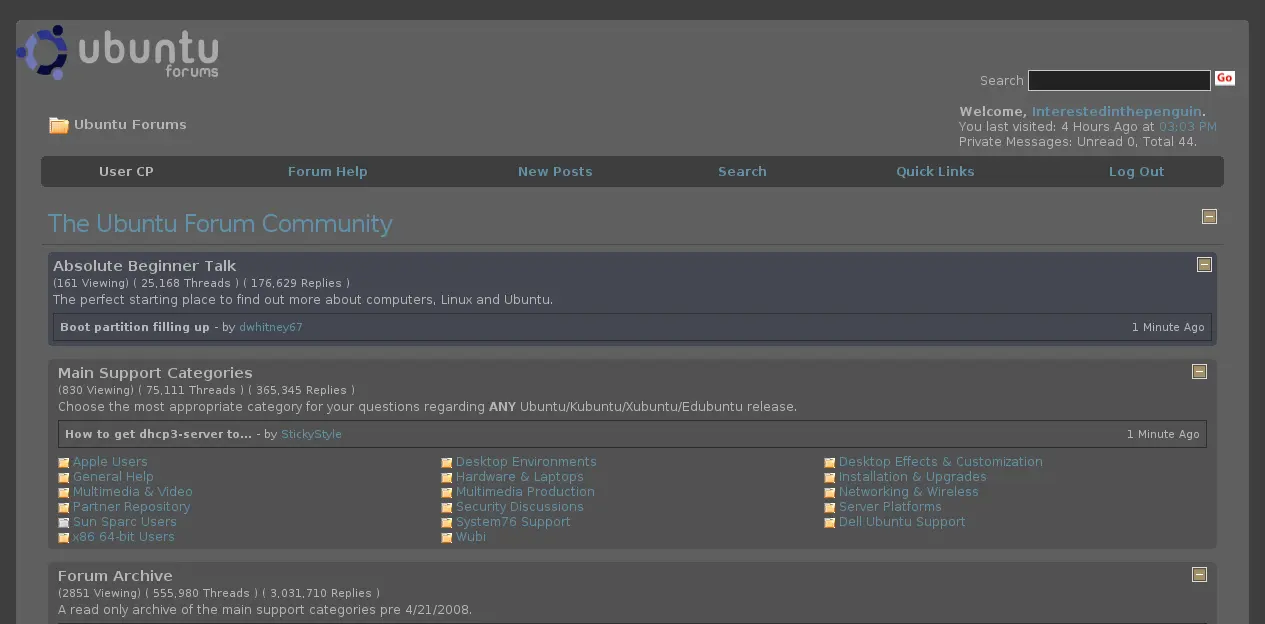 ubuntu
forums
Search Go
Welcome, Interestedinthepenguin.
Ubuntu Forums
You last visited: 4 Hours Ago at 03:03 PM
Private Messages: Unread 0, Total 44.
User CP Forum Help New Posts Search Quick Links Log Out
The Ubuntu Forum Community
Absolute Beginner Talk
(161 Viewing) ( 25,168 Threads ) ( 176,629 Replies )
The perfect starting place to find out more about computers, Linux and Ubuntu.
Boot partition filling up - by dwhitney67 1 Minute Ago
Main Support Categories
(830 Viewing) ( 75,111 Threads ) ( 365,345 Replies )
Choose the most appropriate category for your questions regarding ANY Ubuntu/Kubuntu/Xubuntu/Edubuntu release.
How to get dhcp3-server to... - by StickyStyle 1 Minute Ago
Apple Users Desktop Environments Desktop Effects & Customization
General Help Hardware & Laptops Installation & Upgrades
Multimedia & Video Multimedia Production Networking & Wireless
Partner Repository Security Discussions Server Platforms
Sun Sparc Users System76 Support Dell Ubuntu Support
x86 64-bit Users Wubi
Forum Archive
(2851 Viewing) ( 555,980 Threads ) ( 3,031,710 Replies )
A read only archive of the main support categories pre 4/21/2008.